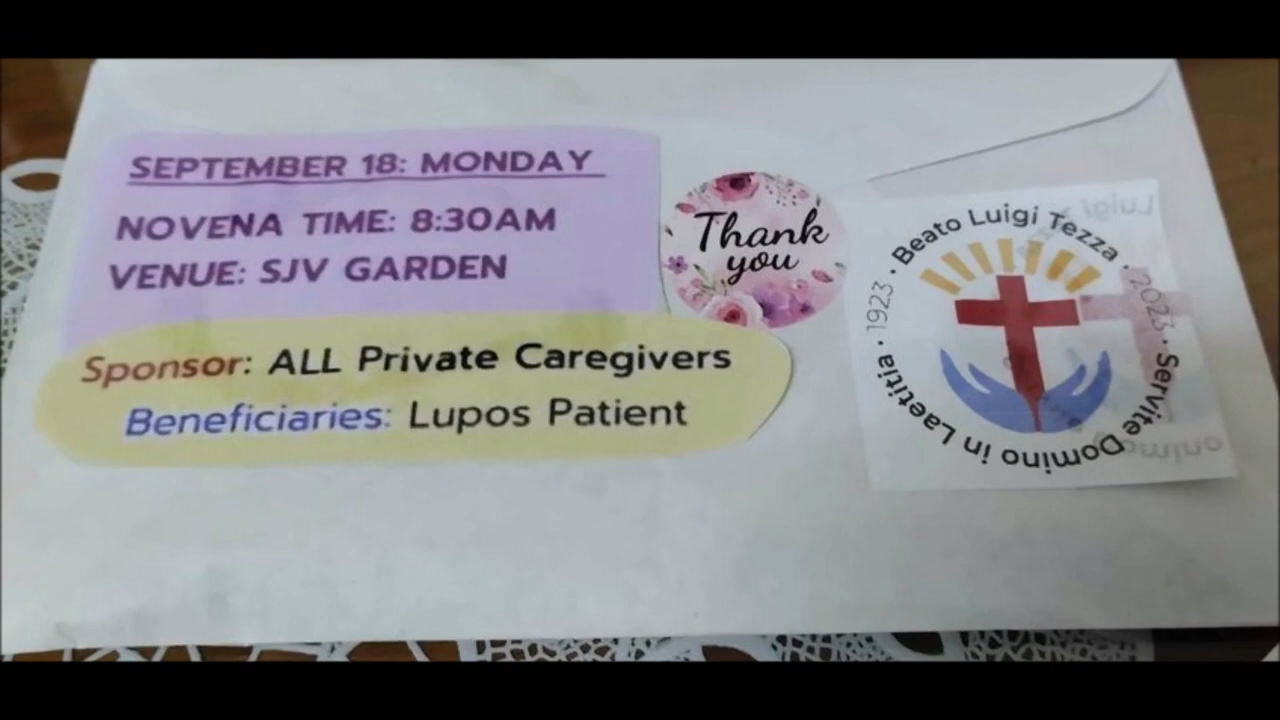 SEPTEMBER 18: MONDAY
NOVENA TIME: 8:30AM
VENUE: SJV GARDEN
Sponsor: ALL Private Caregivers
Beneficiaries: Lupos Patient
Thank
you
1923 · Beato Luigi Tezza · 2023 · Servite Domino in Laetitia ·